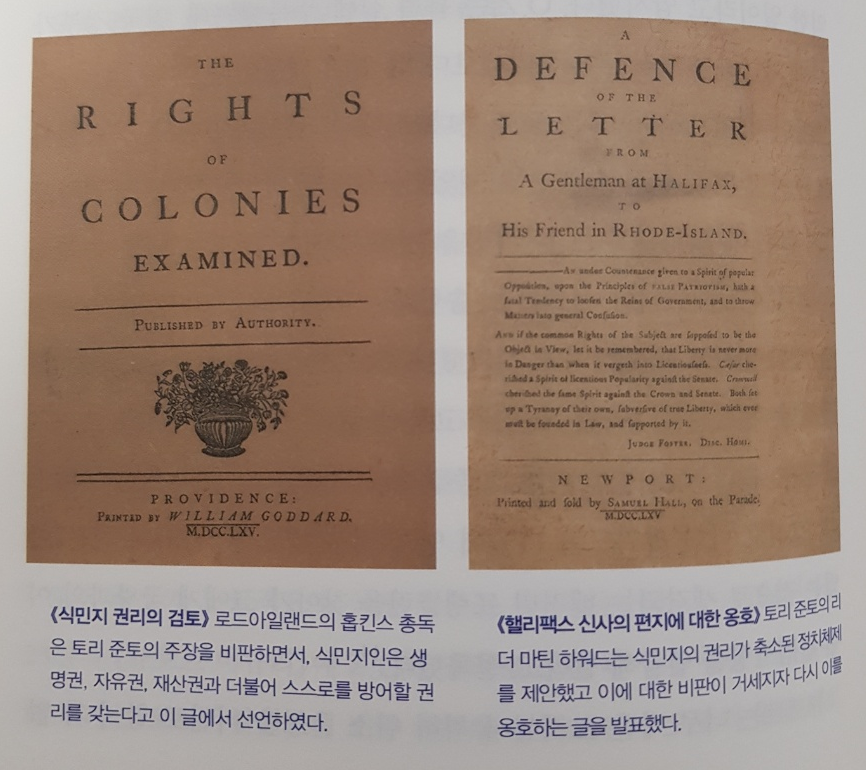 THE
RIGHTS
OF
COLONIES
EXAMINED.
PUBLISHED BY AUTHORITY.
PROVIDENCE:
PRINTED BY WILLIAM GODDARD.
M.DCC.LXV.
《식민지 권리의 검토》 로드아일랜드의 홉킨스 총독
은 토리 준토의 주장을 비판하면서, 식민지인은 생
명권, 자유권, 재산권과 더불어 스스로를 방어할 권
리를 갖는다고 이 글에서 선언하였다.
A
DEFENCE
OF THE
LETTER
FROM
A Gentleman at HALIFAX,
TO
His Friend in RHODE-ISLAND.
An undue Countenance given to a Spirit of popular
Oppoſition, upon the Principles of FALSE PATRIOTISM, hath a
fatal Tendency to looſen the Reins of Government, and to throw
Matters into general Confuſion.
AND if the common Rights of the Subject are ſuppoſed to be the
Object in View, let it be remembered, that Liberty is never more
in Danger than when it vergeth into Licentiouſneſs. Cæſar che-
riſhed a Spirit of licentious Popularity againſt the Senate. Cromwell
cheriſhed the ſame Spirit againſt the Crown and Senate. Both ſet
up a Tyranny of their own, ſubverſive of true Liberty, which ever
muſt be founded in Law, and ſupported by it.
JUDGE FOSTER. DISC. HOMI.
NEWPORT:
Printed and ſold by SAMUEL HALL, on the Parade.
M.DCC.LXV
《핼리팩스 신사의 편지에 대한 옹호》 토리 준토의 리
더 마틴 하워드는 식민지의 권리가 축소된 정치체제
를 제안했고 이에 대한 비판이 거세지자 다시 이를
옹호하는 글을 발표했다.